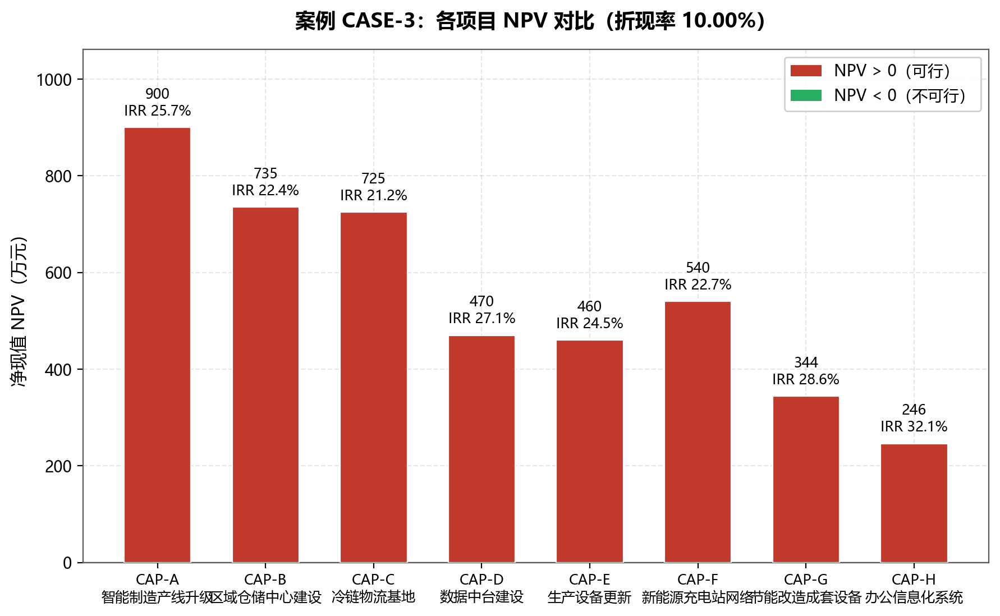 案例 CASE-3：各项目 NPV 对比（折现率 10.00%）
NPV > 0（可行）
NPV < 0（不可行）
净现值 NPV（万元）
1000
800
600
400
200
0
900
IRR 25.7%
735
IRR 22.4%
725
IRR 21.2%
470
IRR 27.1%
460
IRR 24.5%
540
IRR 22.7%
344
IRR 28.6%
246
IRR 32.1%
CAP-A
智能制造产线升级
CAP-B
区域仓储中心建设
CAP-C
冷链物流基地
CAP-D
数据中台建设
CAP-E
生产设备更新
CAP-F
新能源充电站网络
CAP-G
节能改造成套设备
CAP-H
办公信息化系统